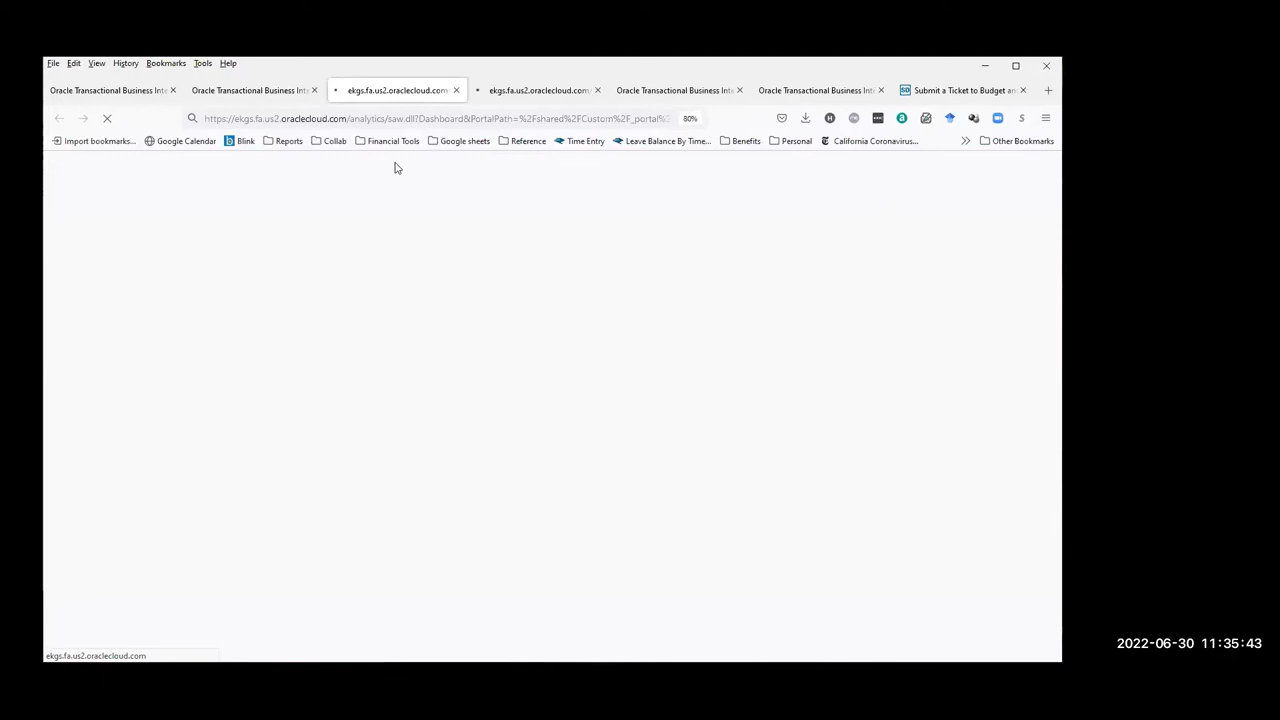 File Edit View History Bookmarks Tools Help
Oracle Transactional Business Inte Oracle Transactional Business Inte ekgs.fa.us2.oraclecloud.com ekgs.fa.us2.oraclecloud.com Oracle Transactional Business Inte Oracle Transactional Business Inte SD Submit a Ticket to Budget an
https://ekgs.fa.us2.oraclecloud.com/analytics/saw.dll?Dashboard&PortalPath=%2Fshared%2FCustom%2F_portal% 80%
Import bookmarks... Google Calendar Blink Reports Collab Financial Tools Google sheets Reference Time Entry Leave Balance By Time... Benefits Personal California Coronavirus... Other Bookmarks
ekgs.fa.us2.oraclecloud.com
2022-06-30 11:35:43